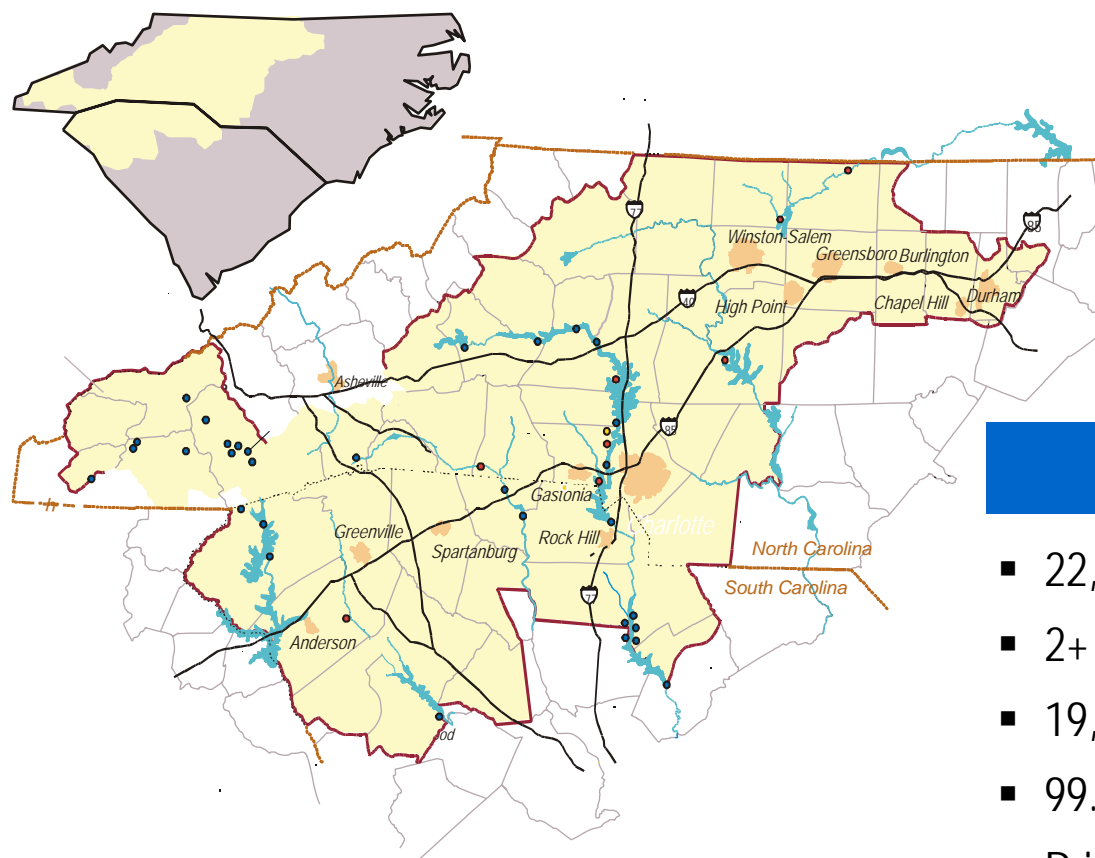 77
85
Winston-Salem
Greensboro Burlington
40
High Point
Chapel Hill
Durham
Asheville
85
Gastonia
Charlotte
Greenville
Spartanburg
Rock Hill
North Carolina
South Carolina
77
Anderson
▪ 22,
▪ 2+
▪ 19,
▪ 99.